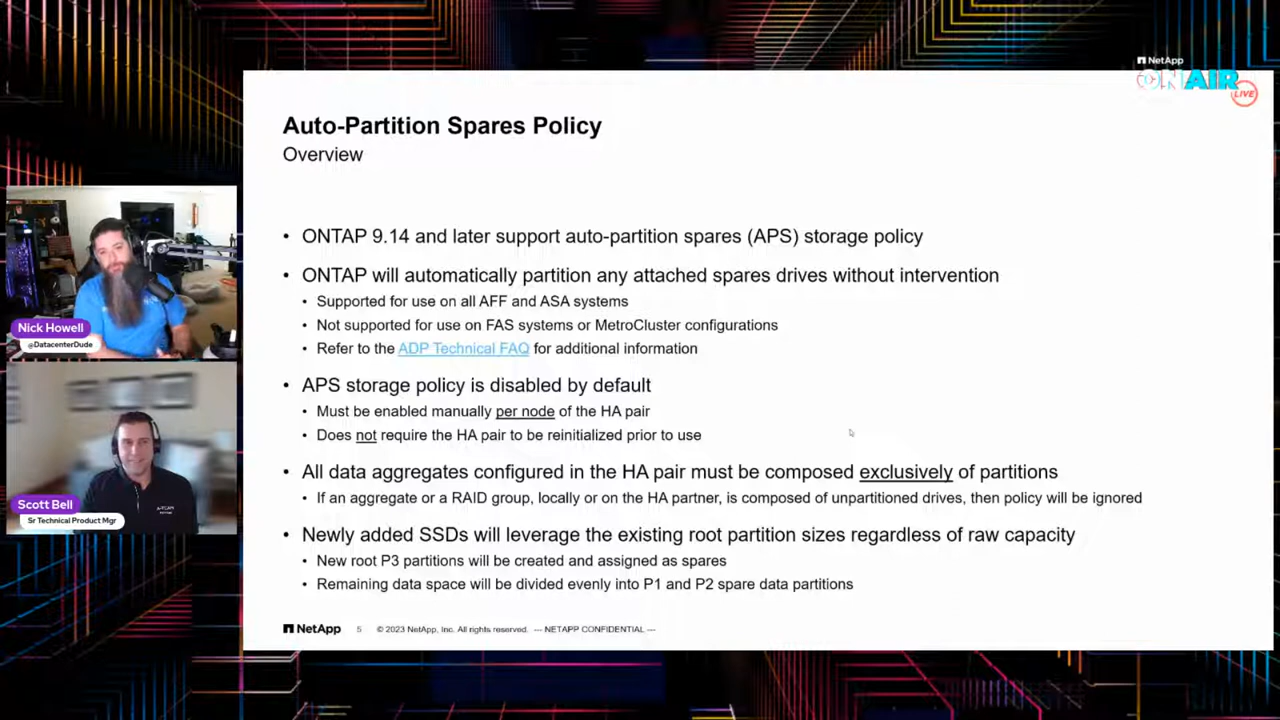 NetApp
ON AIR
LIVE
Auto-Partition Spares Policy
Overview
• ONTAP 9.14 and later support auto-partition spares (APS) storage policy
• ONTAP will automatically partition any attached spares drives without intervention
• Supported for use on all AFF and ASA systems
• Not supported for use on FAS systems or MetroCluster configurations
• Refer to the ADP Technical FAQ for additional information
• APS storage policy is disabled by default
• Must be enabled manually per node of the HA pair
• Does not require the HA pair to be reinitialized prior to use
• All data aggregates configured in the HA pair must be composed exclusively of partitions
• If an aggregate or a RAID group, locally or on the HA partner, is composed of unpartitioned drives, then policy will be ignored
• Newly added SSDs will leverage the existing root partition sizes regardless of raw capacity
• New root P3 partitions will be created and assigned as spares
• Remaining data space will be divided evenly into P1 and P2 spare data partitions
NetApp 5 © 2023 NetApp, Inc. All rights reserved. --- NETAPP CONFIDENTIAL ---
Nick Howell
@DatacenterDude
Scott Bell
Sr Technical Product Mgr
A-TEAM